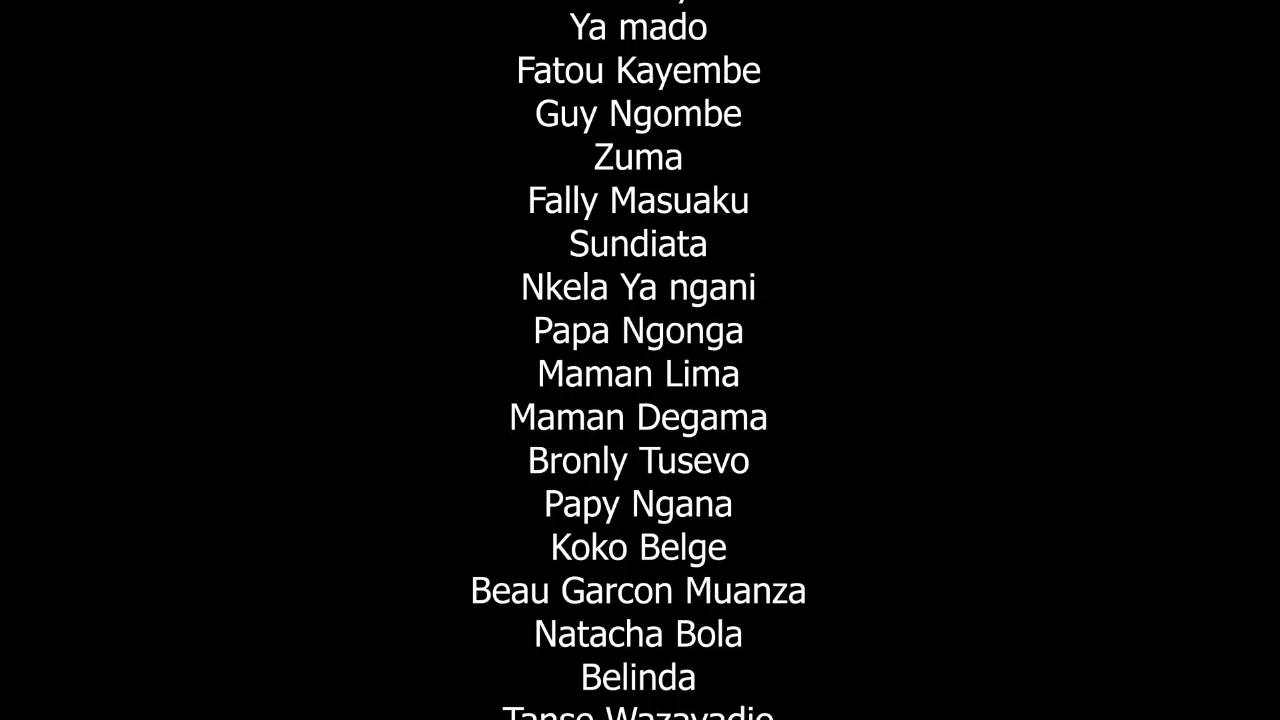 Ya mado
Fatou Kayembe
Guy Ngombe
Zuma
Fally Masuaku
Sundiata
Nkela Ya ngani
Papa Ngonga
Maman Lima
Maman Degama
Bronly Tusevo
Papy Ngana
Koko Belge
Beau Garcon Muanza
Natacha Bola
Belinda